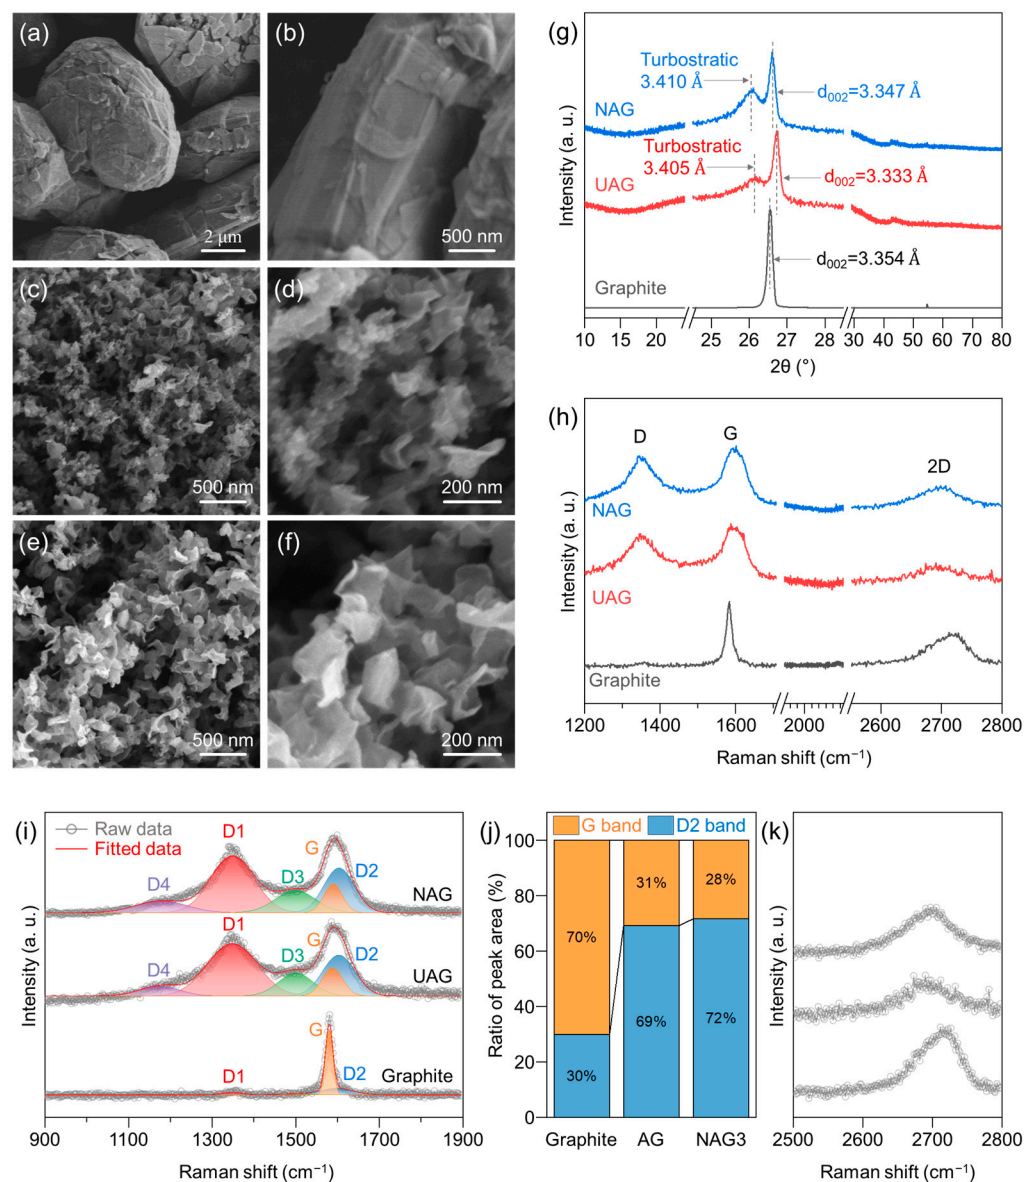 (a)
2 μm
(b)
500 nm
(c)
500 nm
(d)
200 nm
(e)
500 nm
(f)
200 nm
(g)
Turbostratic
3.410 Å
d002=3.347 Å
NAG
Turbostratic
3.405 Å
d002=3.333 Å
UAG
d002=3.354 Å
Graphite
Intensity (a. u.)
10 20 25 26 27 28 30 40 50 60 70 80
2θ (°)
(h)
D
G
2D
NAG
UAG
Graphite
Intensity (a. u.)
1200 1400 1600 2000 2600 2700 2800
Raman shift (cm−1)
(i)
Raw data
Fitted data
D1
G
D2
D3
D4
NAG
D1
G
D2
D3
D4
UAG
G
D1
D2
Graphite
Intensity (a. u.)
900 1100 1300 1500 1700 1900
Raman shift (cm−1)
(j)
G band
D2 band
100
80
60
40
20
0
Ratio of peak area (%)
70%
31%
28%
30%
69%
72%
Graphite AG NAG3
(k)
Intensity (a. u.)
2500 2600 2700 2800
Raman shift (cm−1)